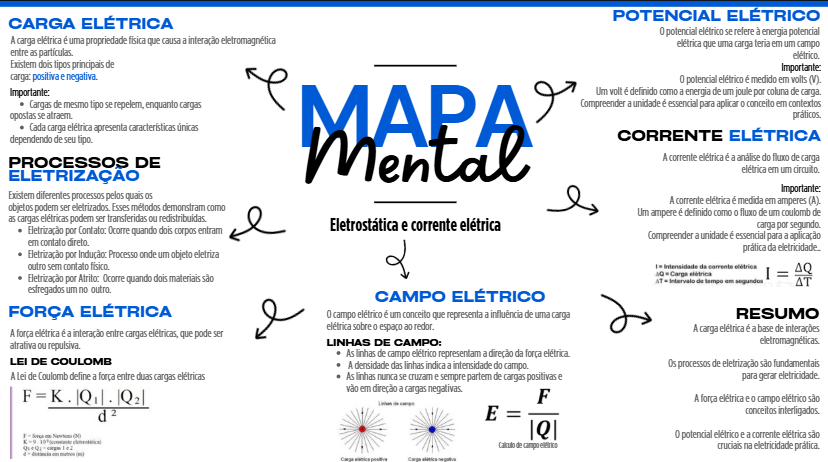 CARGA ELÉTRICA
A carga elétrica é uma propriedade física que causa a interação eletromagnética
entre as partículas.
Existem dois tipos principais de
carga: positiva e negativa.
Importante:
• Cargas de mesmo tipo se repelem, enquanto cargas
opostas se atraem.
• Cada carga elétrica apresenta características únicas
dependendo de seu tipo.
PROCESSOS DE
ELETRIZAÇÃO
Existem diferentes processos pelos quais os
objetos podem ser eletrizados. Esses métodos demonstram como
as cargas elétricas podem ser transferidas ou redistribuídas.
• Eletrização por Contato: Ocorre quando dois corpos entram
em contato direto.
• Eletrização por Indução: Processo onde um objeto eletriza
outro sem contato físico.
• Eletrização por Atrito: Ocorre quando dois materiais são
esfregados um no outro.
FORÇA ELÉTRICA
A força elétrica é a interação entre cargas elétricas, que pode ser
atrativa ou repulsiva.
LEI DE COULOMB
A Lei de Coulomb define a força entre duas cargas elétricas
F = K . |Q₁| . |Q₂|
d ²
F = força em Newtons (N)
K = 9 . 10⁹ (constante eletrostática)
Q₁ e Q₂ = cargas 1 e 2
d = distância em metros (m)
MAPA
Mental
Eletrostática e corrente elétrica
CAMPO ELÉTRICO
O campo elétrico é um conceito que representa a influência de uma carga
elétrica sobre o espaço ao redor.
LINHAS DE CAMPO:
• As linhas de campo elétrico representam a direção da força elétrica.
• A densidade das linhas indica a intensidade do campo.
• As linhas nunca se cruzam e sempre partem de cargas positivas e
vão em direção a cargas negativas.
Linhas de campo
Carga elétrica positiva
Carga elétrica negativa
E = F
|Q|
Calculo de campo elétrico
POTENCIAL ELÉTRICO
O potencial elétrico se refere à energia potencial
elétrica que uma carga teria em um campo
elétrico.
Importante:
O potencial elétrico é medido em volts (V).
Um volt é definido como a energia de um joule por coluna de carga.
Compreender a unidade é essencial para aplicar o conceito em contextos
práticos.
CORRENTE ELÉTRICA
A corrente elétrica é a análise do fluxo de carga
elétrica em um circuito.
Importante:
A corrente elétrica é medida em amperes (A).
Um ampere é definido como o fluxo de um coulomb de
carga por segundo.
Compreender a unidade é essencial para a aplicação
prática da eletricidade..
I = Intensidade da corrente elétrica
ΔQ = Carga elétrica
ΔT = Intervalo de tempo em segundos
I = ΔQ
ΔT
RESUMO
A carga elétrica é a base de interações
eletromagnéticas.
Os processos de eletrização são fundamentais
para gerar eletricidade.
A força elétrica e o campo elétrico são
conceitos interligados.
O potencial elétrico e a corrente elétrica são
cruciais na eletricidade prática.